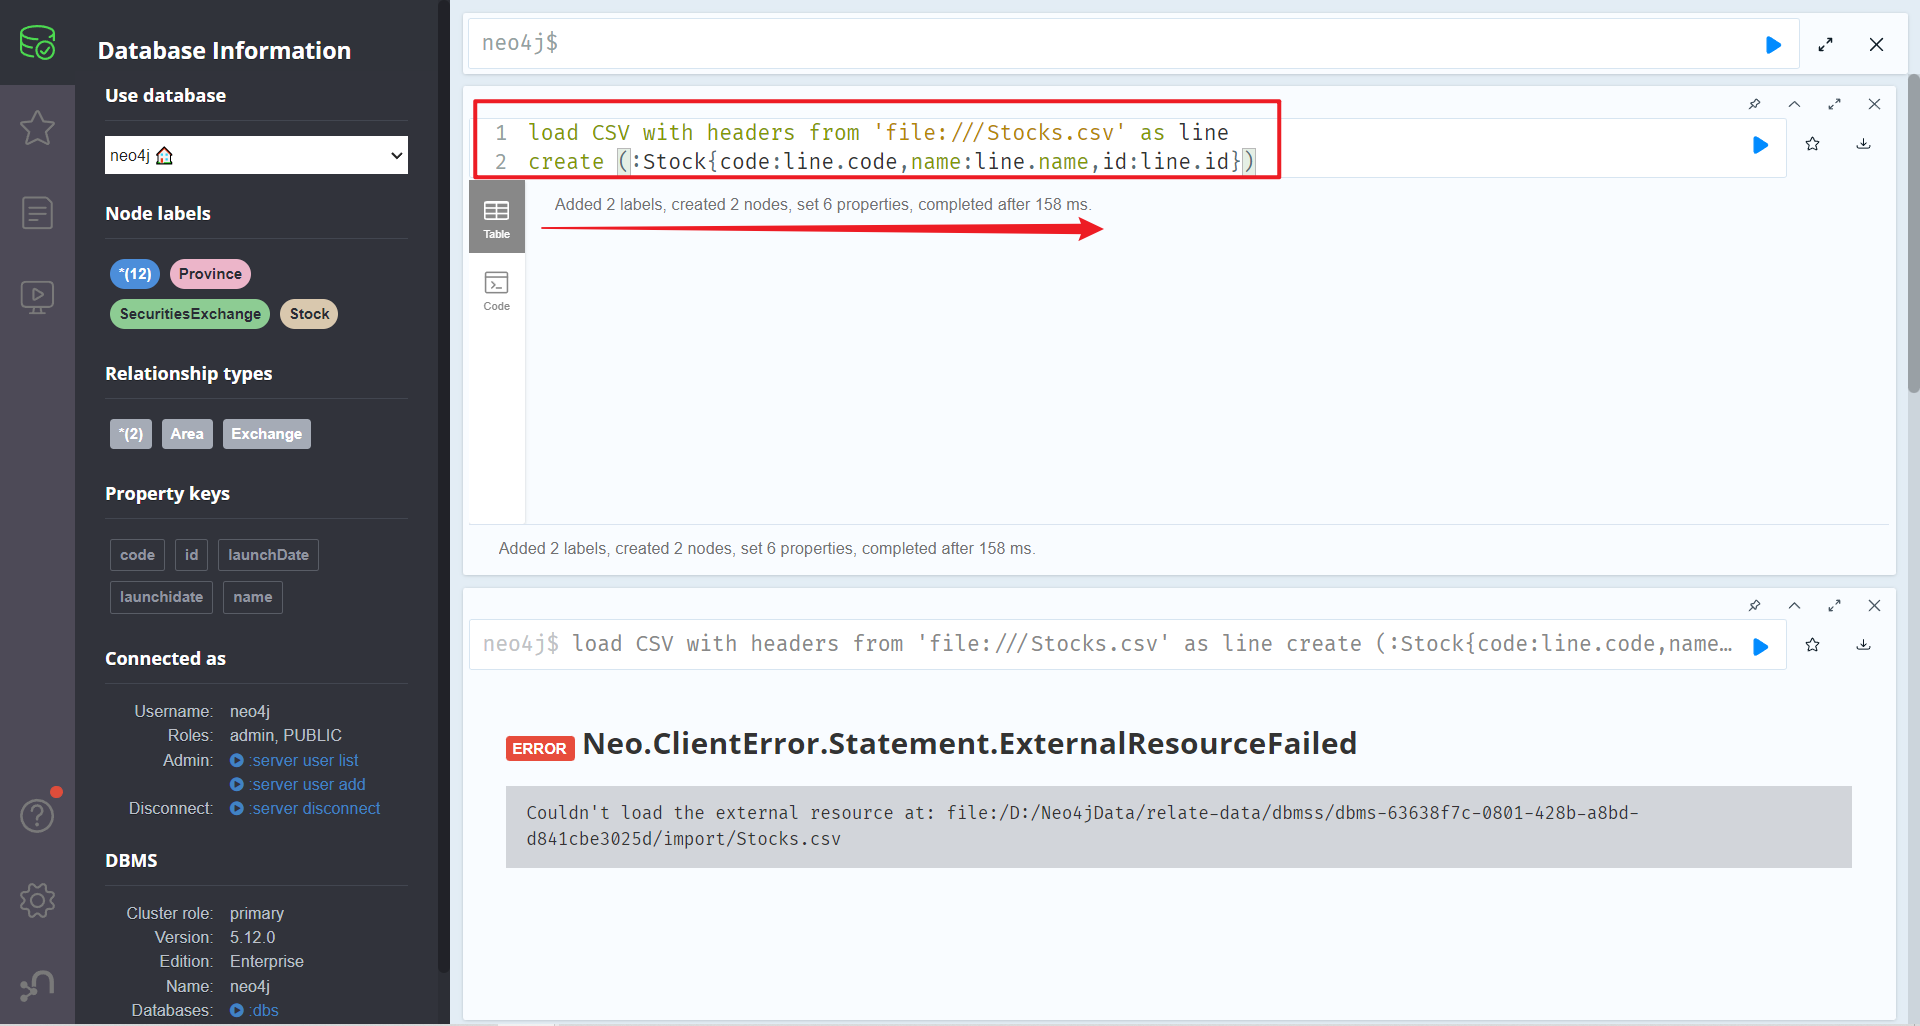 Database Information
Use database
neo4j
Node labels
*(12)
Province
SecuritiesExchange
Stock
Relationship types
*(2)
Area
Exchange
Property keys
code
id
launchDate
launchidate
name
Connected as
Username: neo4j
Roles: admin, PUBLIC
Admin: :server user list
:server user add
Disconnect: :server disconnect
DBMS
Cluster role: primary
Version: 5.12.0
Edition: Enterprise
Name: neo4j
Databases: :dbs
neo4j$
1 load CSV with headers from 'file:///Stocks.csv' as line
2 create (:Stock{code:line.code,name:line.name,id:line.id})
Table
Code
Added 2 labels, created 2 nodes, set 6 properties, completed after 158 ms.
Added 2 labels, created 2 nodes, set 6 properties, completed after 158 ms.
neo4j$ load CSV with headers from 'file:///Stocks.csv' as line create (:Stock{code:line.code,name…
ERROR Neo.ClientError.Statement.ExternalResourceFailed
Couldn't load the external resource at: file:/D:/Neo4jData/relate-data/dbmss/dbms-63638f7c-0801-428b-a8bd-
d841cbe3025d/import/Stocks.csv